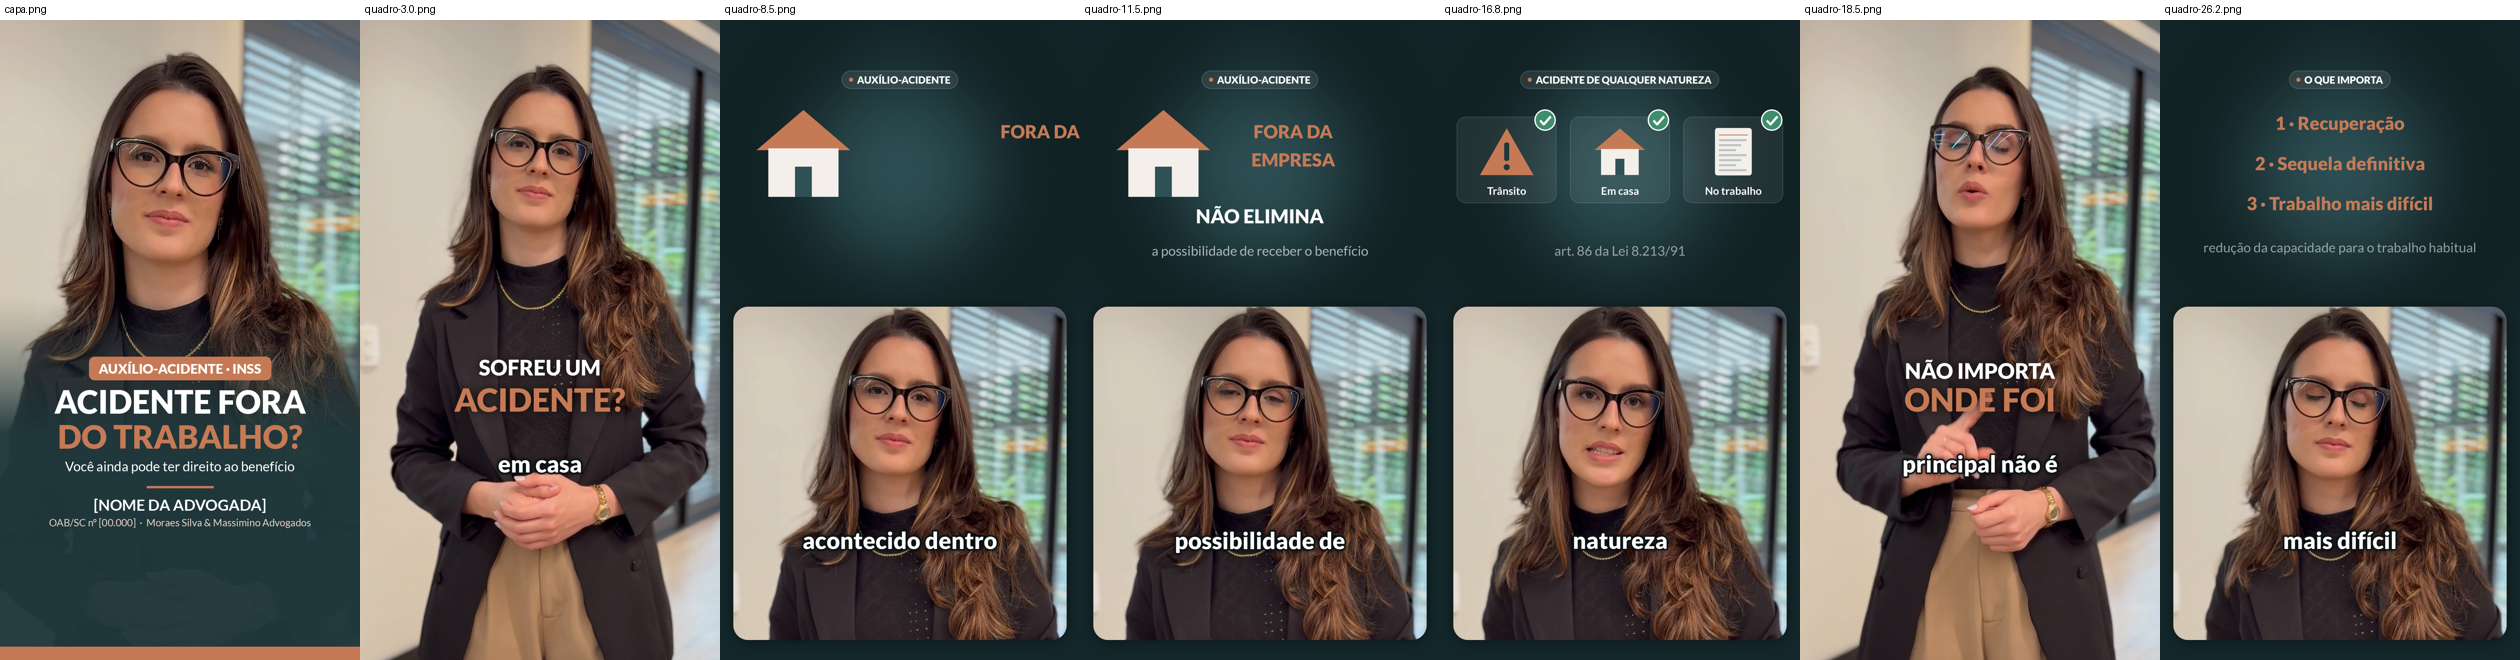 capa.png
AUXÍLIO-ACIDENTE · INSS
ACIDENTE FORA
DO TRABALHO?
Você ainda pode ter direito ao benefício
[NOME DA ADVOGADA]
OAB/SC nº [00.000] · Moraes Silva & Massimino Advogados
quadro-3.0.png
SOFREU UM
ACIDENTE?
em casa
quadro-8.5.png
AUXÍLIO-ACIDENTE
FORA DA
acontecido dentro
quadro-11.5.png
AUXÍLIO-ACIDENTE
FORA DA
EMPRESA
NÃO ELIMINA
a possibilidade de receber o benefício
possibilidade de
quadro-16.8.png
ACIDENTE DE QUALQUER NATUREZA
Trânsito
Em casa
No trabalho
art. 86 da Lei 8.213/91
natureza
quadro-18.5.png
NÃO IMPORTA
ONDE FOI
principal não é
quadro-26.2.png
O QUE IMPORTA
1 · Recuperação
2 · Sequela definitiva
3 · Trabalho mais difícil
redução da capacidade para o trabalho habitual
mais difícil